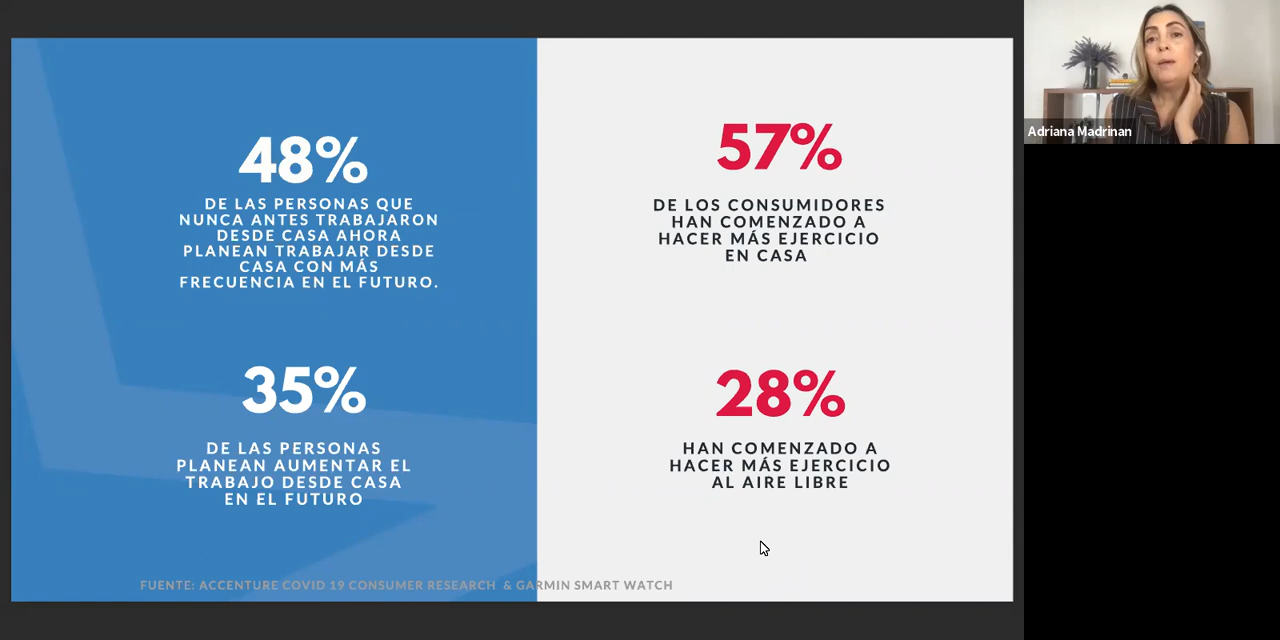 48%
DE LAS PERSONAS QUE
NUNCA ANTES TRABAJARON
DESDE CASA AHORA
PLANEAN TRABAJAR DESDE
CASA CON MÁS
FRECUENCIA EN EL FUTURO.
35%
DE LAS PERSONAS
PLANEAN AUMENTAR EL
TRABAJO DESDE CASA
EN EL FUTURO
57%
DE LOS CONSUMIDORES
HAN COMENZADO A
HACER MÁS EJERCICIO
EN CASA
28%
HAN COMENZADO A
HACER MÁS EJERCICIO
AL AIRE LIBRE
FUENTE: ACCENTURE COVID 19 CONSUMER RESEARCH & GARMIN SMART WATCH
Adriana Madrinan